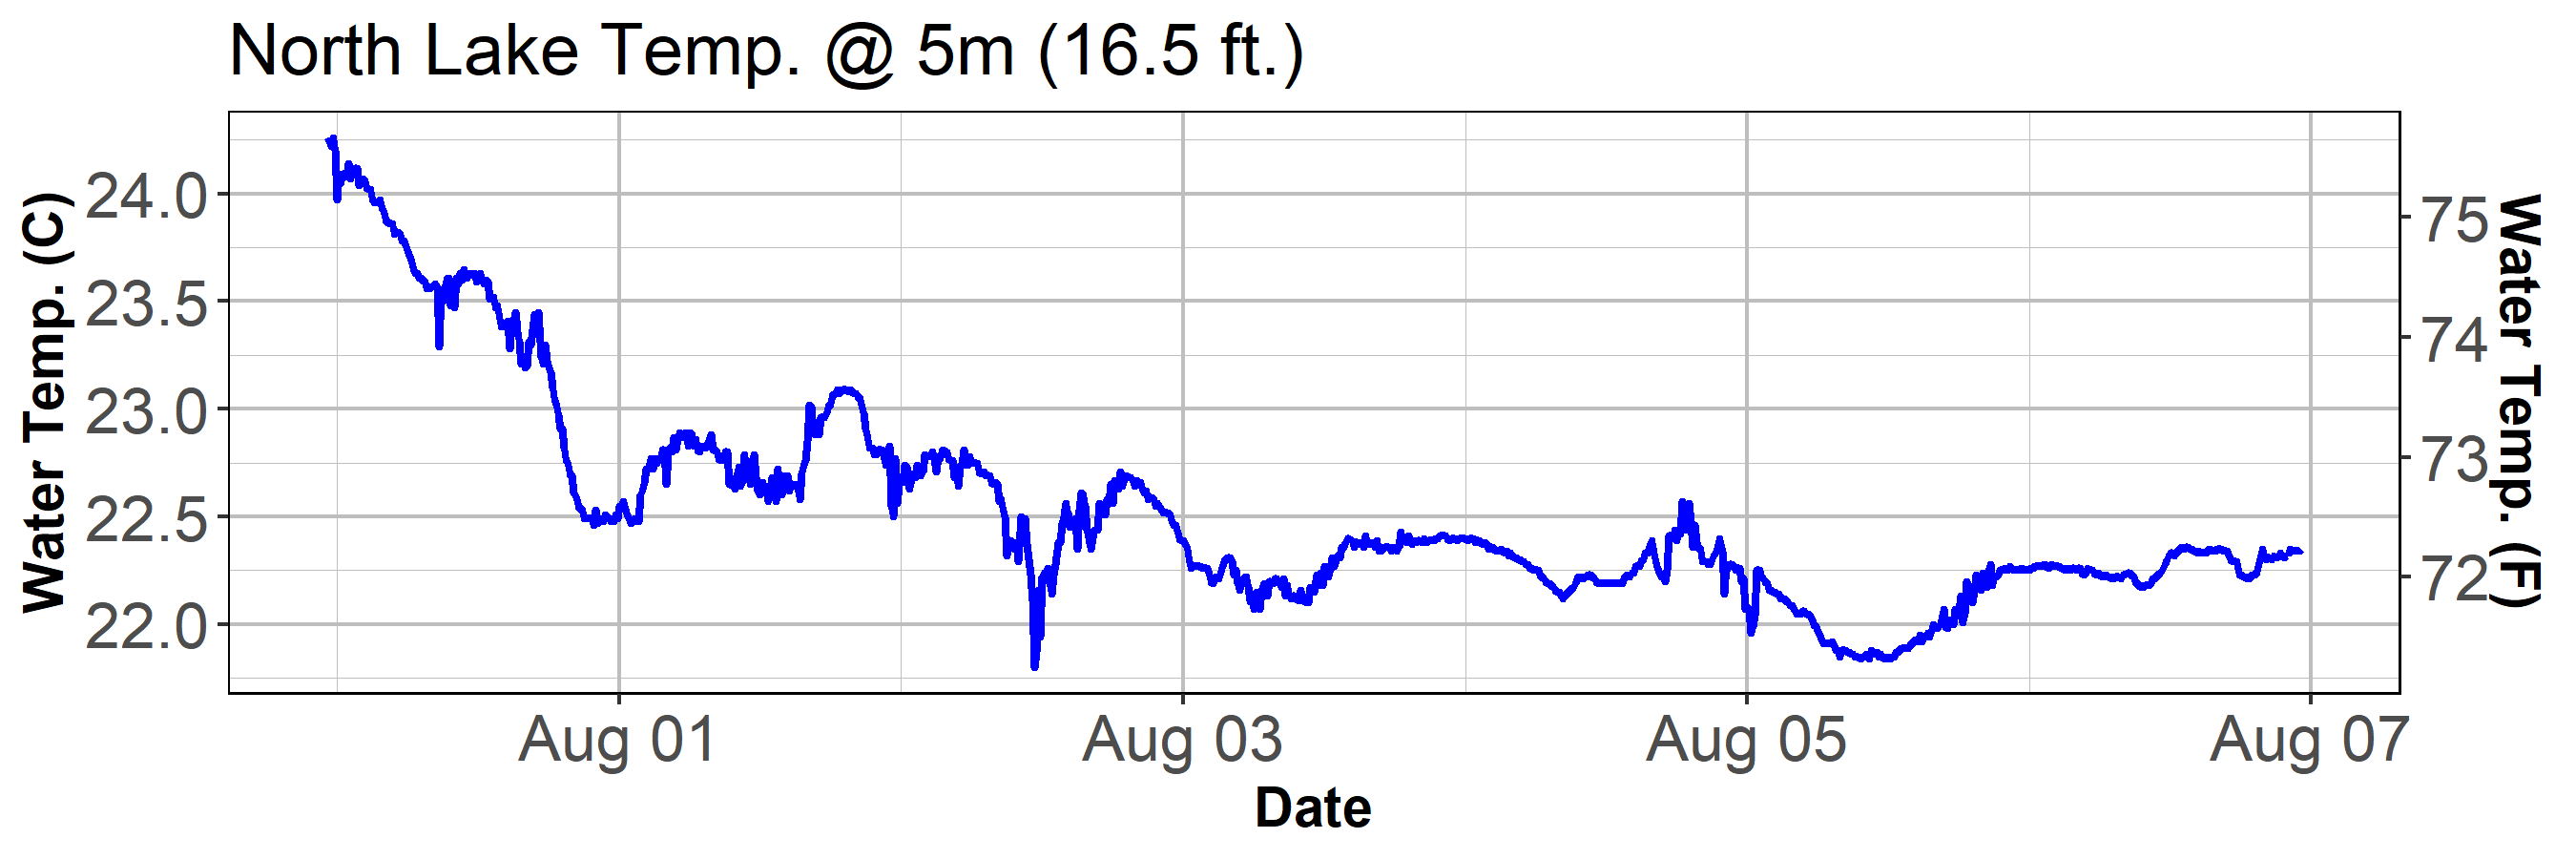 North Lake Temp. @ 5m (16.5 ft.)
Water Temp. (C)
24.0
23.5
23.0
22.5
22.0
75
74
73
72
Water Temp. (F)
Aug 01 Aug 03 Aug 05 Aug 07
Date